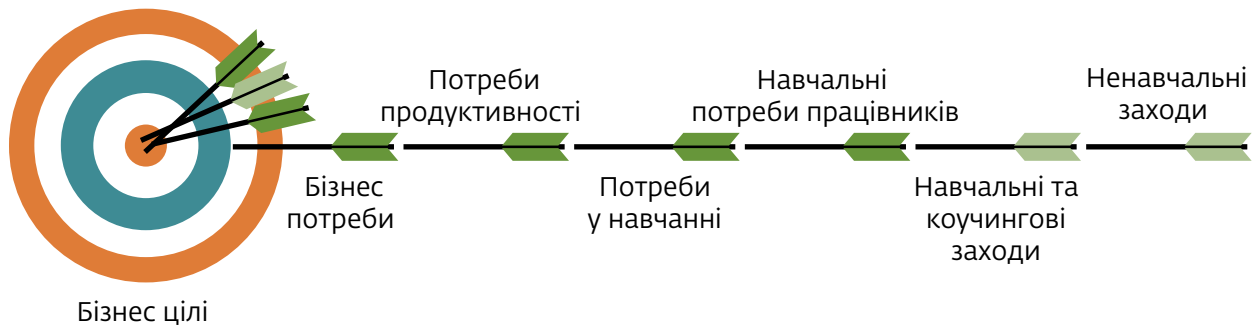 Потреби
продуктивності
Навчальні
потреби працівників
Ненавчальні
заходи
Бізнес
потреби
Потреби
у навчанні
Навчальні та
коучингові
заходи
Бізнес цілі